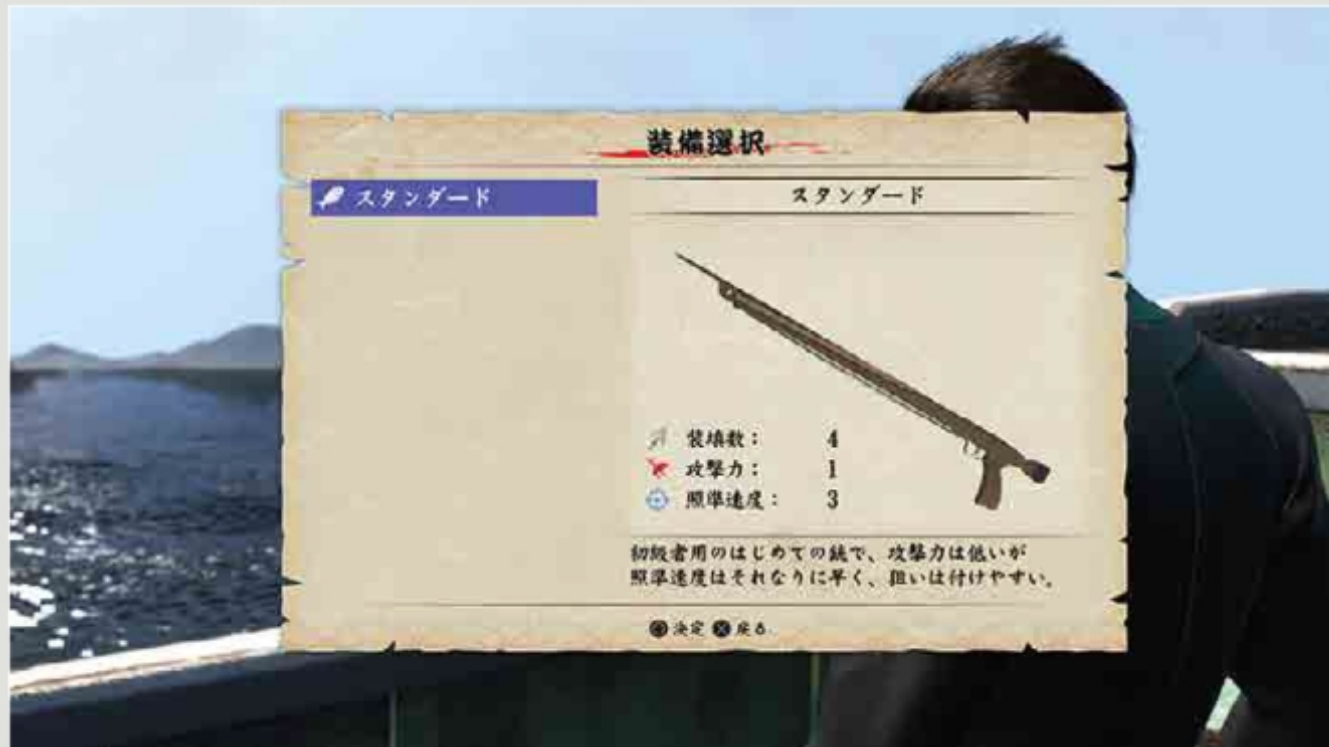 装備選択
スタンダード
スタンダード
装填数： 4
攻撃力： 1
照準速度： 3
初級者用のはじめての銃で、攻撃力は低いが
照準速度はそれなりに早く、狙いは付けやすい。
決定 戻る